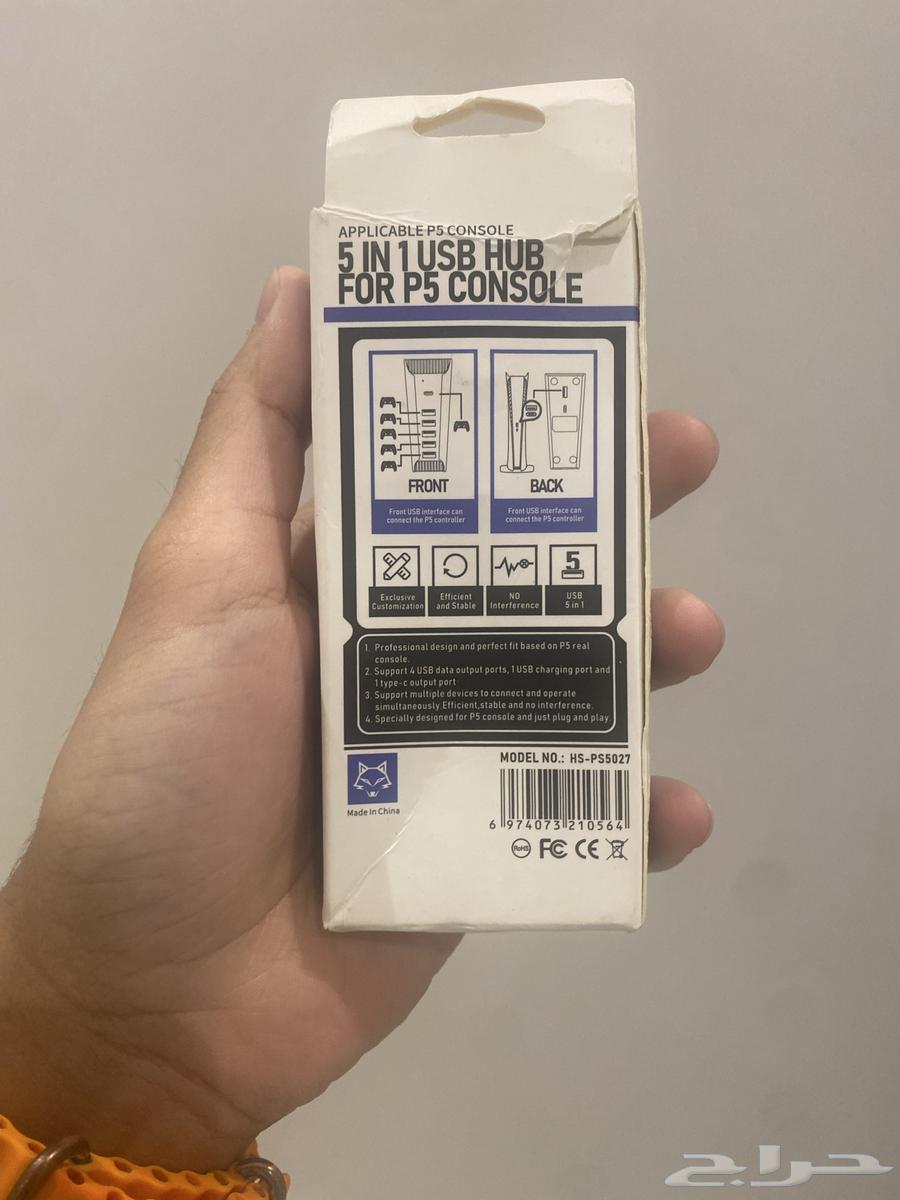 APPLICABLE P5 CONSOLE
5 IN 1 USB HUB
FOR P5 CONSOLE
FRONT
Front USB interface can
connect the P5 controller
BACK
Front USB interface can
connect the P5 controller
Exclusive
Customization
Efficient
and Stable
NO
Interference
5
USB
5 in 1
1. Professional design and perfect fit based on P5 real
console.
2. Support 4 USB data output ports, 1 USB charging port and
1 type-c output port
3. Support multiple devices to connect and operate
simultaneously.Efficient,stable and no interference.
4. Specially designed for P5 console and just plug and play.
Made In China
MODEL NO.: HS-PS5027
6 974073 210564
RoHS FC CE
حراج